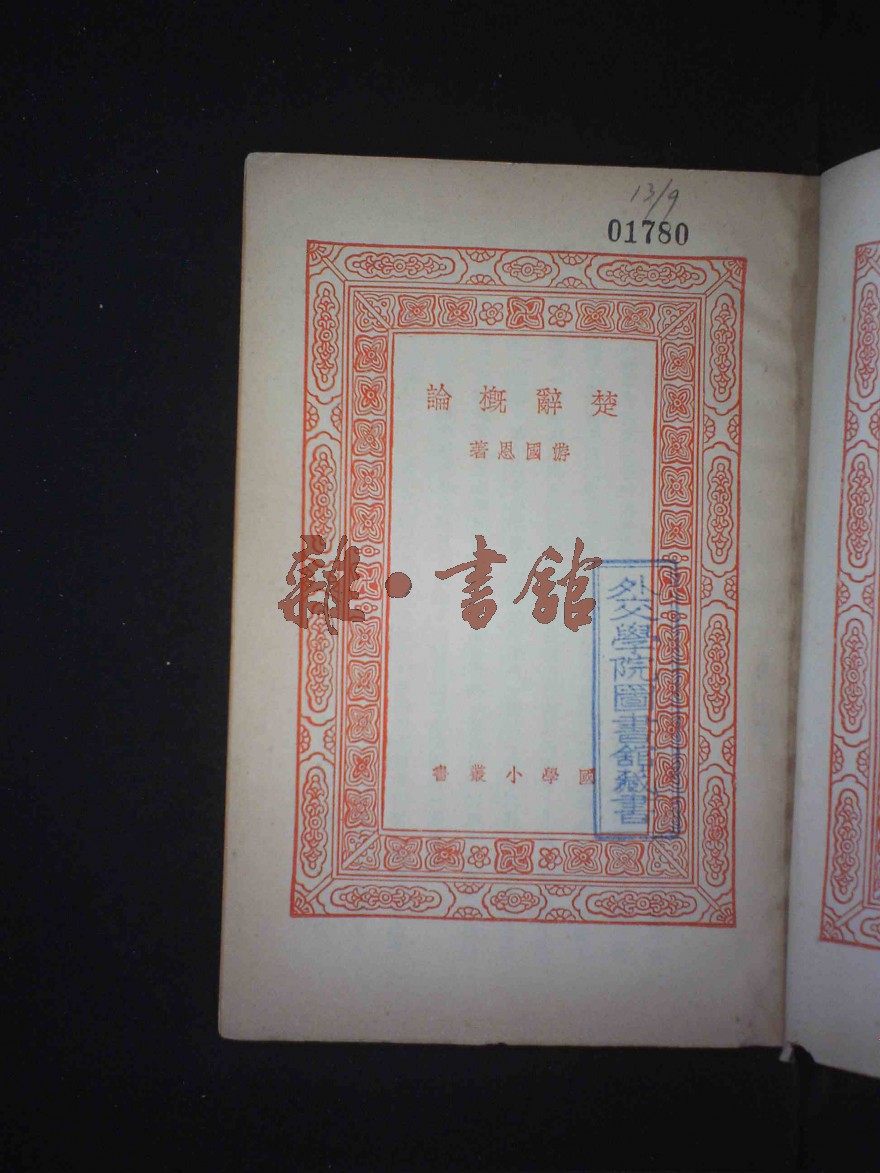 13/9
01780
楚辭概論
游國恩著
雜·書館
國學小叢書
外交學院圖書館藏書